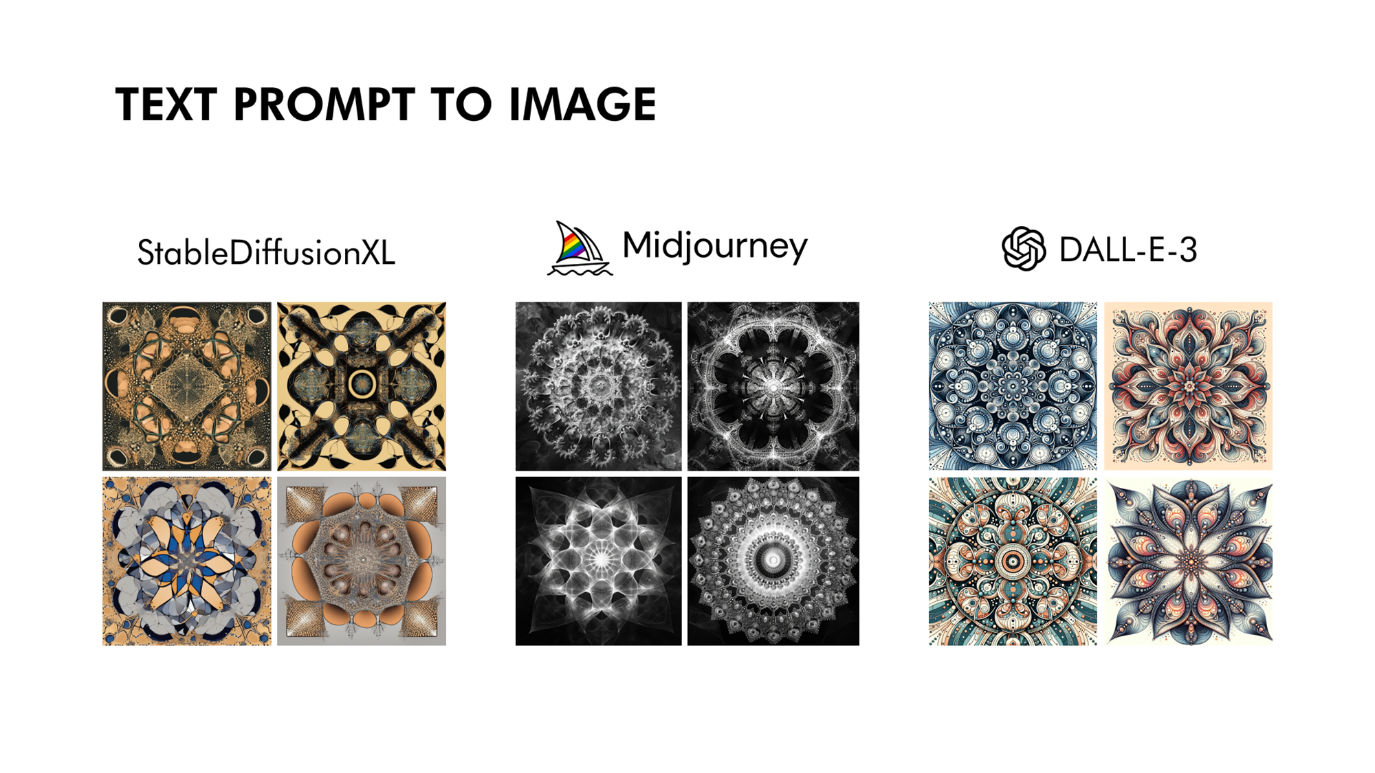 TEXT PROMPT TO IMAGE
StableDiffusionXL
Midjourney
DALL-E-3